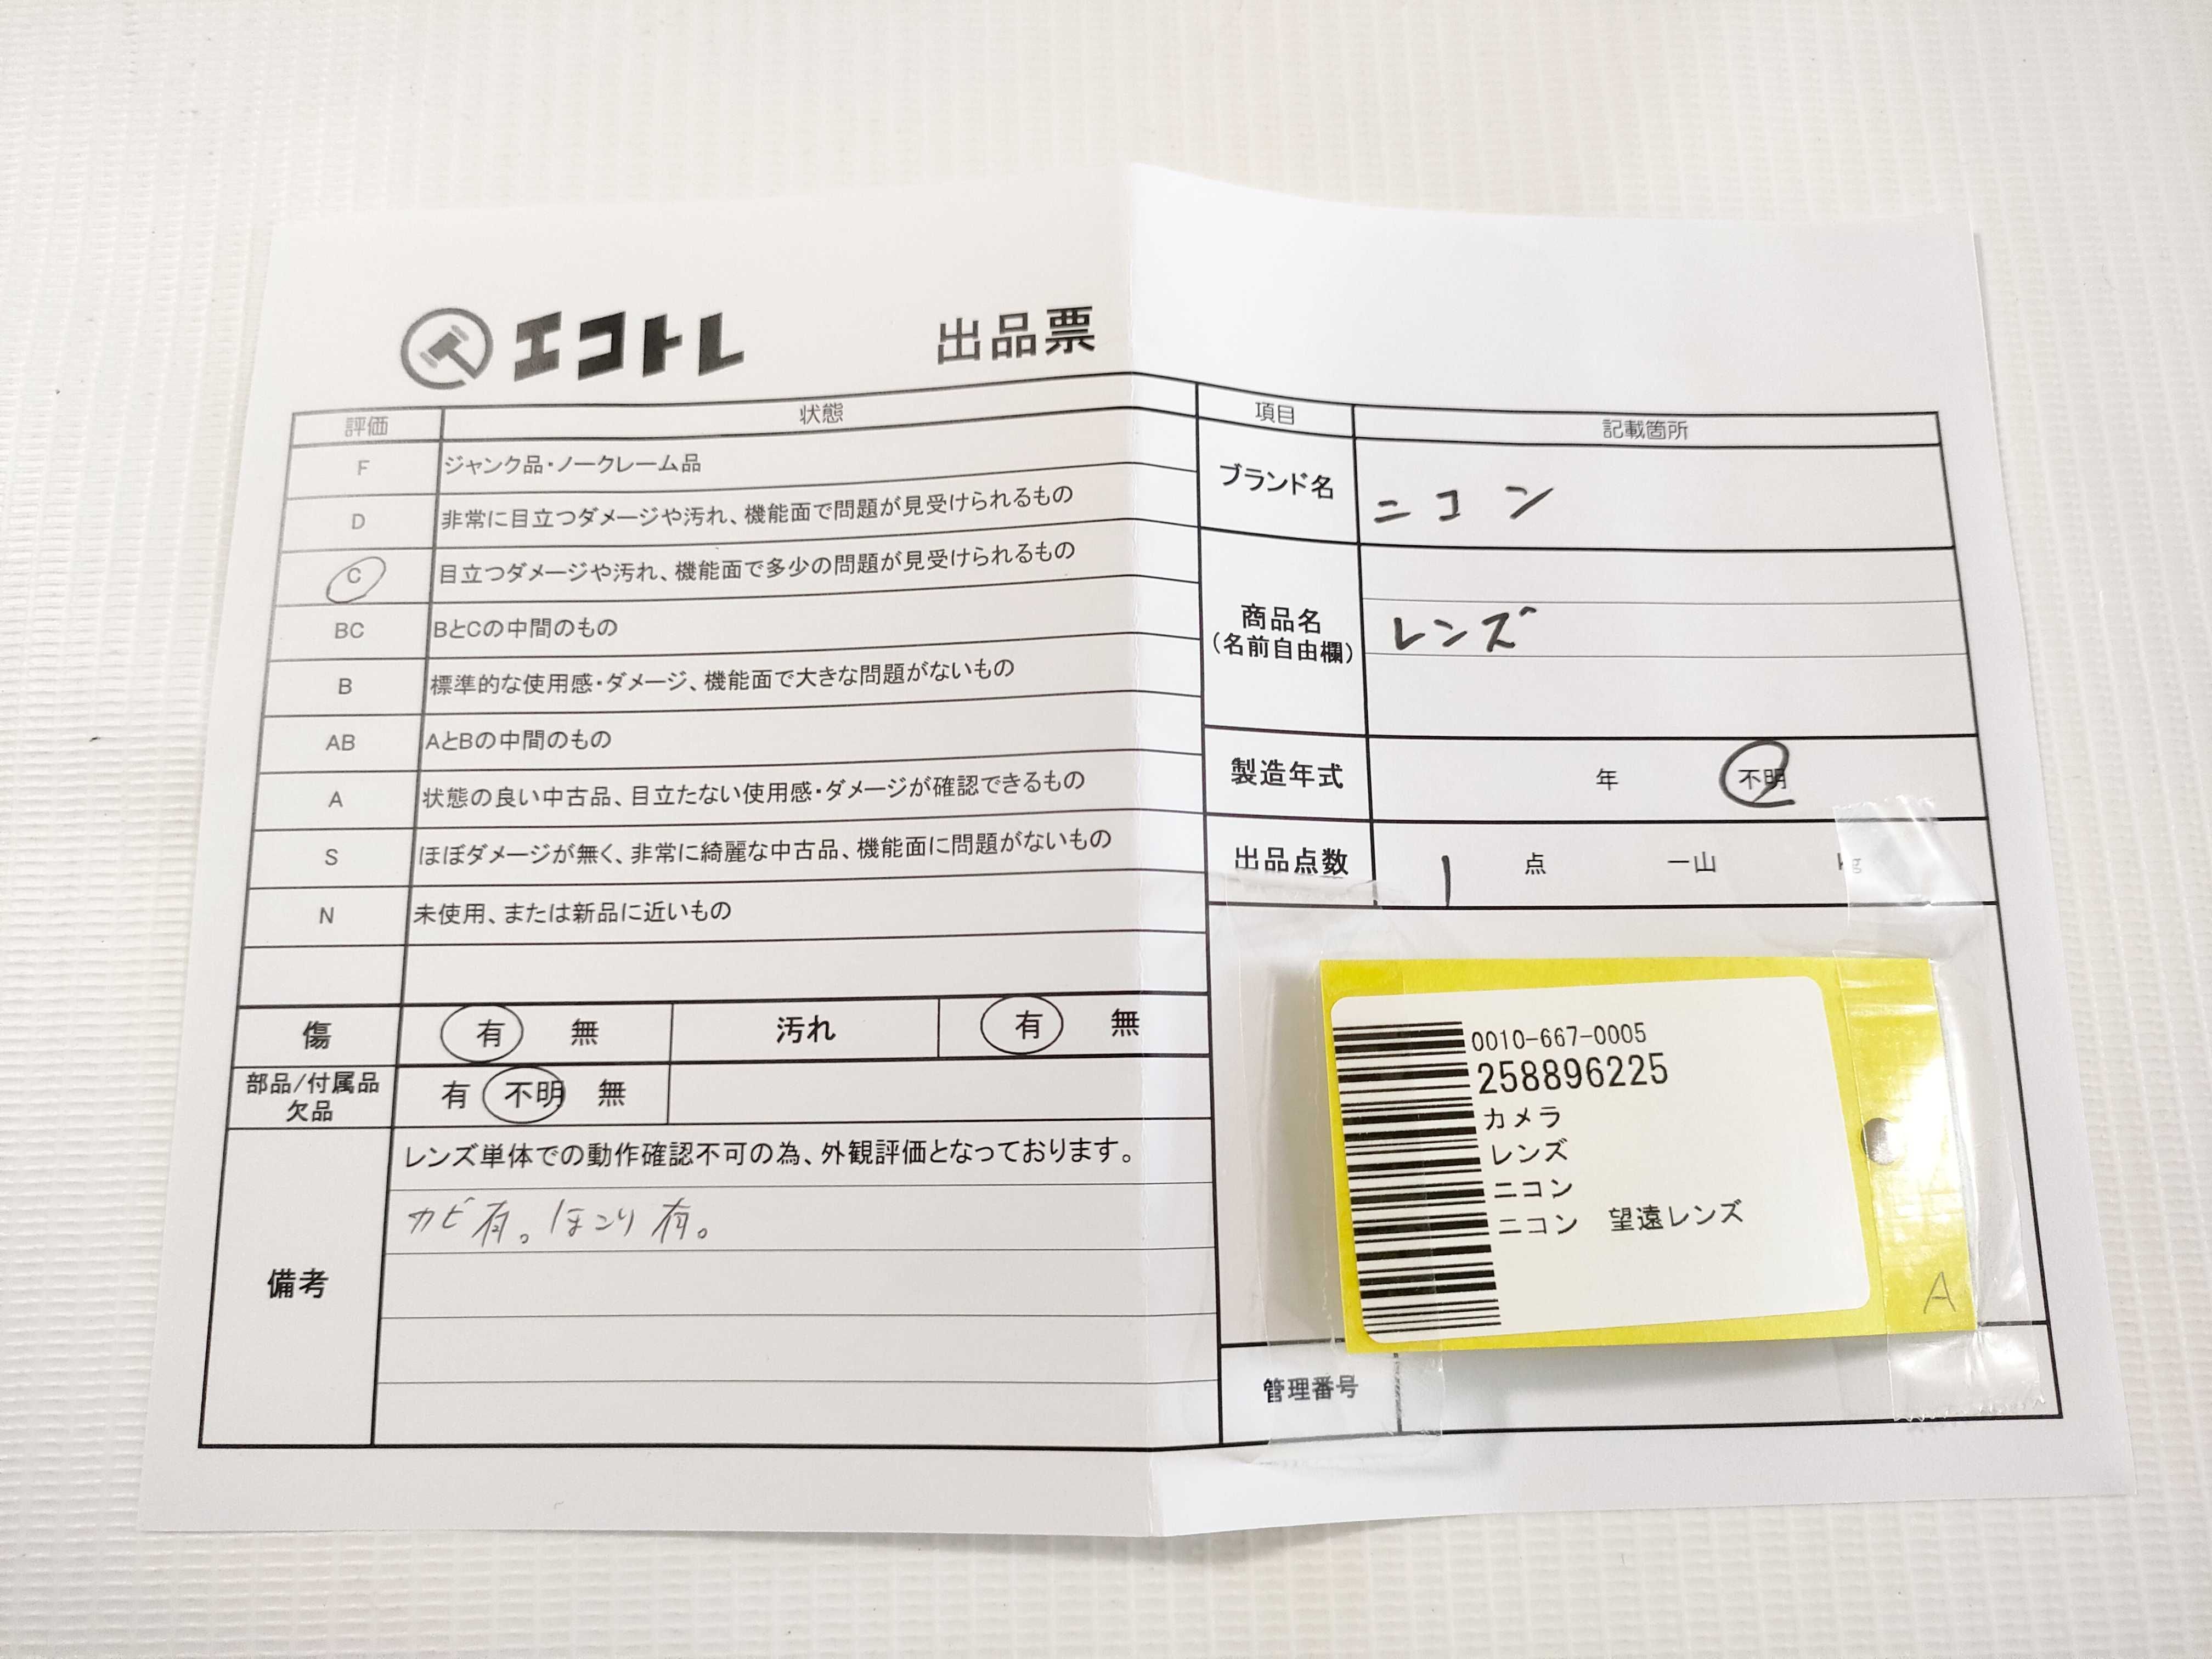 エコトレ 出品票
評価 状態
F ジャンク品・ノークレーム品
D 非常に目立つダメージや汚れ、機能面で問題が見受けられるもの
C 目立つダメージや汚れ、機能面で多少の問題が見受けられるもの
BC BとCの中間のもの
B 標準的な使用感・ダメージ、機能面で大きな問題がないもの
AB AとBの中間のもの
A 状態の良い中古品、目立たない使用感・ダメージが確認できるもの
S ほぼダメージが無く、非常に綺麗な中古品、機能面に問題がないもの
N 未使用、または新品に近いもの
傷 有 無 汚れ 有 無
部品/付属品
欠品
有 不明 無
備考
レンズ単体での動作確認不可の為、外観評価となっております。
カビ有。ほこり有。
項目 記載箇所
ブランド名 ニコン
商品名
(名前自由欄)
レンズ
製造年式 年 不明
出品点数 1 点 一山 kg
0010-667-0005
258896225
カメラ
レンズ
ニコン
ニコン 望遠レンズ
A
管理番号